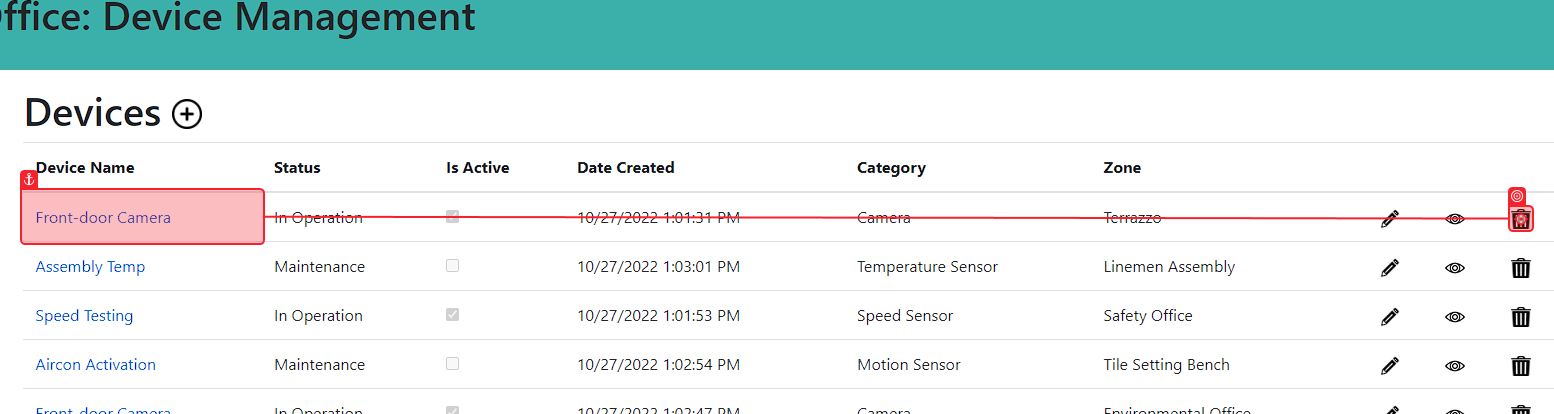 ffice: Device Management
Devices
Device Name Status Is Active Date Created Category Zone
Front-door Camera In Operation 10/27/2022 1:01:31 PM Camera Terrazzo
Assembly Temp Maintenance 10/27/2022 1:03:01 PM Temperature Sensor Linemen Assembly
Speed Testing In Operation 10/27/2022 1:01:53 PM Speed Sensor Safety Office
Aircon Activation Maintenance 10/27/2022 1:02:54 PM Motion Sensor Tile Setting Bench
Front-door Camera In Operation 10/27/2022 1:02:47 PM Camera Environmental Office